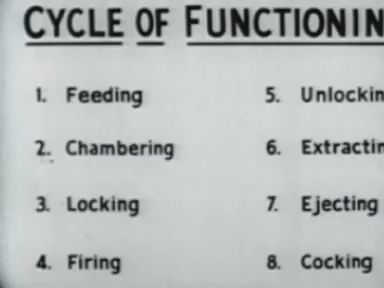 CYCLE OF FUNCTIONIN
1. Feeding
2. Chambering
3. Locking
4. Firing
5. Unlockin
6. Extractin
7. Ejecting
8. Cocking